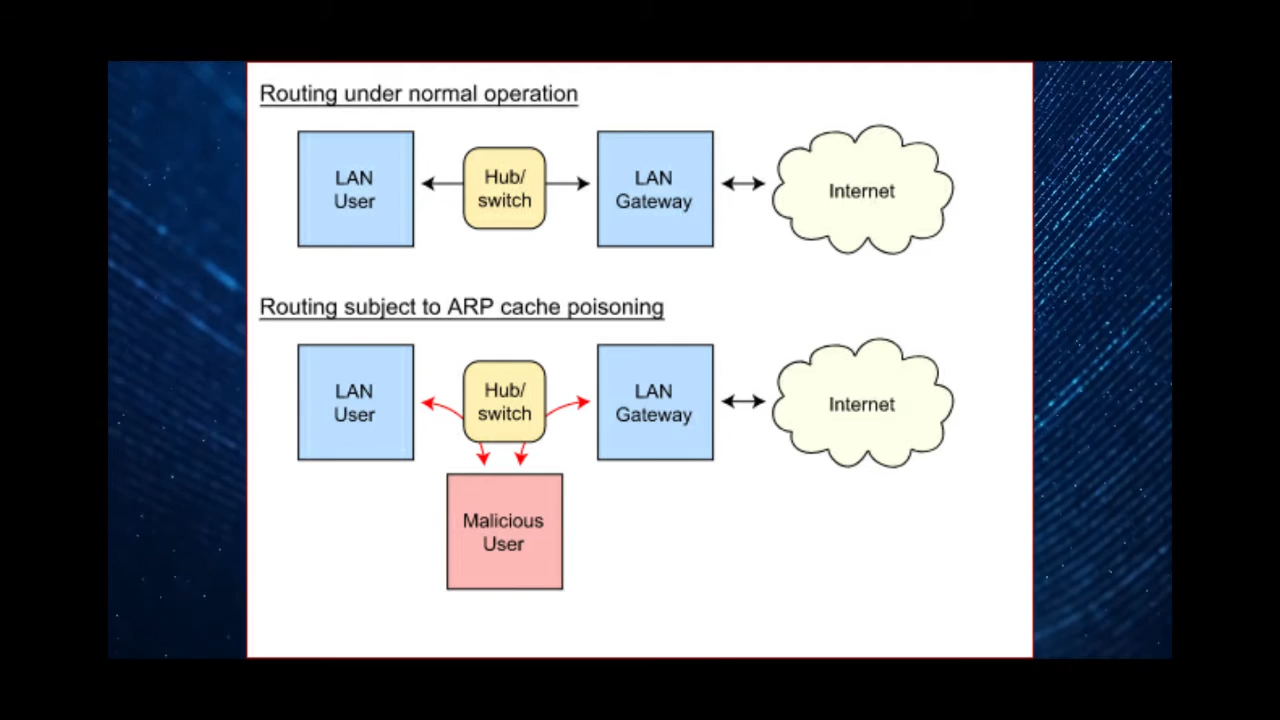 Routing under normal operation
LAN
User
Hub/
switch
LAN
Gateway
Internet
Routing subject to ARP cache poisoning
LAN
User
Hub/
switch
LAN
Gateway
Internet
Malicious
User